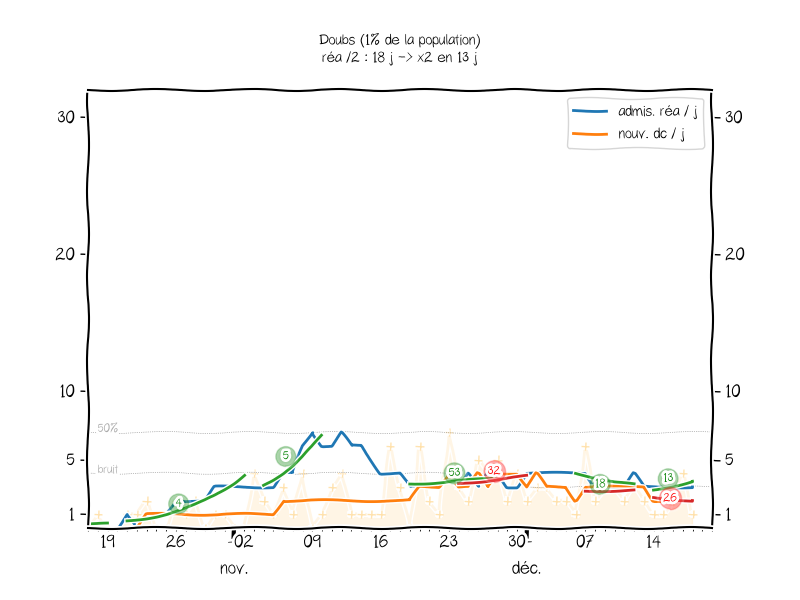 Doubs (1% de la population)
réa /2 : 18 j -> x2 en 13 j
admis. réa / j
nouv. dc / j
30 30
20 20
10 10
50%
bruit
5 5
1 1
4 5 53 32 18 13 26
19 26 02 09 16 23 30 07 14
nov. déc.